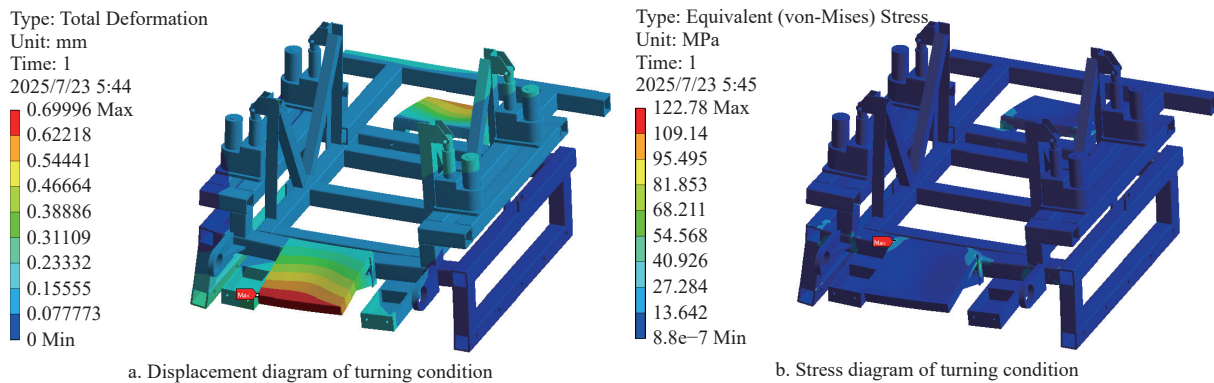 Type: Total Deformation
Unit: mm
Time: 1
2025/7/23 5:44
0.69996 Max
0.62218
0.54441
0.46664
0.38886
0.31109
0.23332
0.15555
0.077773
0 Min
Max
a. Displacement diagram of turning condition
Type: Equivalent (von-Mises) Stress
Unit: MPa
Time: 1
2025/7/23 5:45
122.78 Max
109.14
95.495
81.853
68.211
54.568
40.926
27.284
13.642
8.8e−7 Min
Max
b. Stress diagram of turning condition